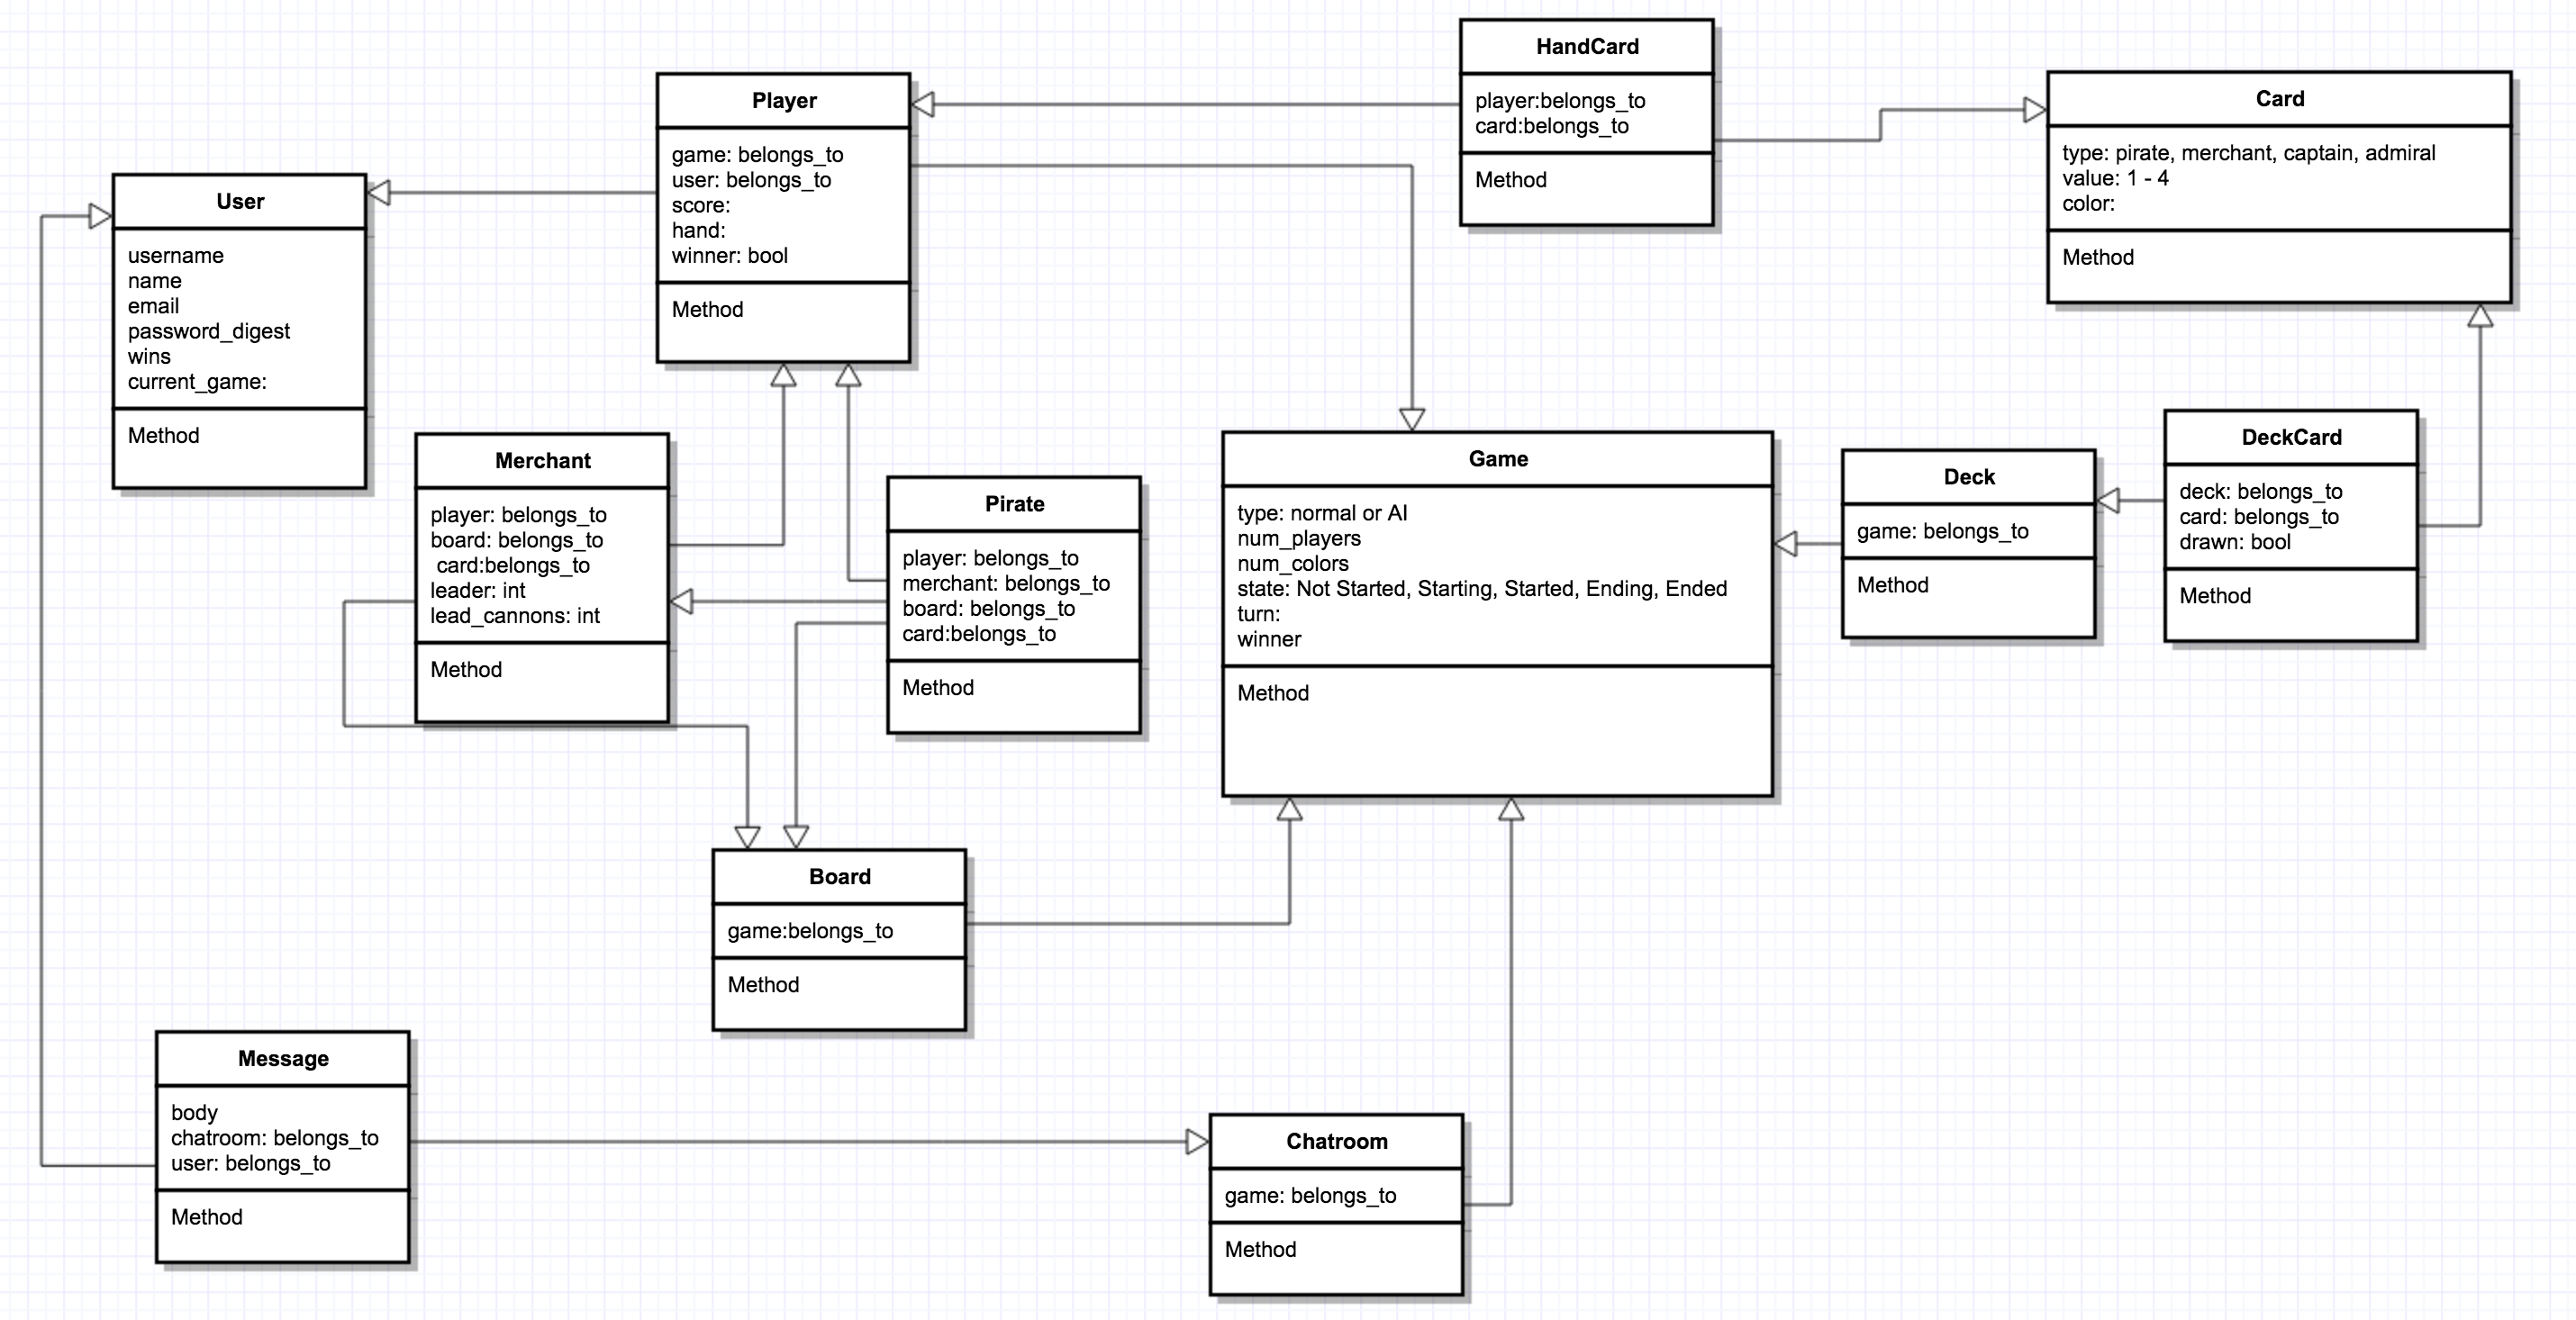 HandCard
player:belongs_to
card:belongs_to
Method
Card
type: pirate, merchant, captain, admiral
value: 1 - 4
color:
Method
Player
game: belongs_to
user: belongs_to
score:
hand:
winner: bool
Method
User
username
name
email
password_digest
wins
current_game:
Method
Merchant
player: belongs_to
board: belongs_to
card:belongs_to
leader: int
lead_cannons: int
Method
Pirate
player: belongs_to
merchant: belongs_to
board: belongs_to
card:belongs_to
Method
Game
type: normal or AI
num_players
num_colors
state: Not Started, Starting, Started, Ending, Ended
turn:
winner
Method
Deck
game: belongs_to
Method
DeckCard
deck: belongs_to
card: belongs_to
drawn: bool
Method
Board
game:belongs_to
Method
Message
body
chatroom: belongs_to
user: belongs_to
Method
Chatroom
game: belongs_to
Method